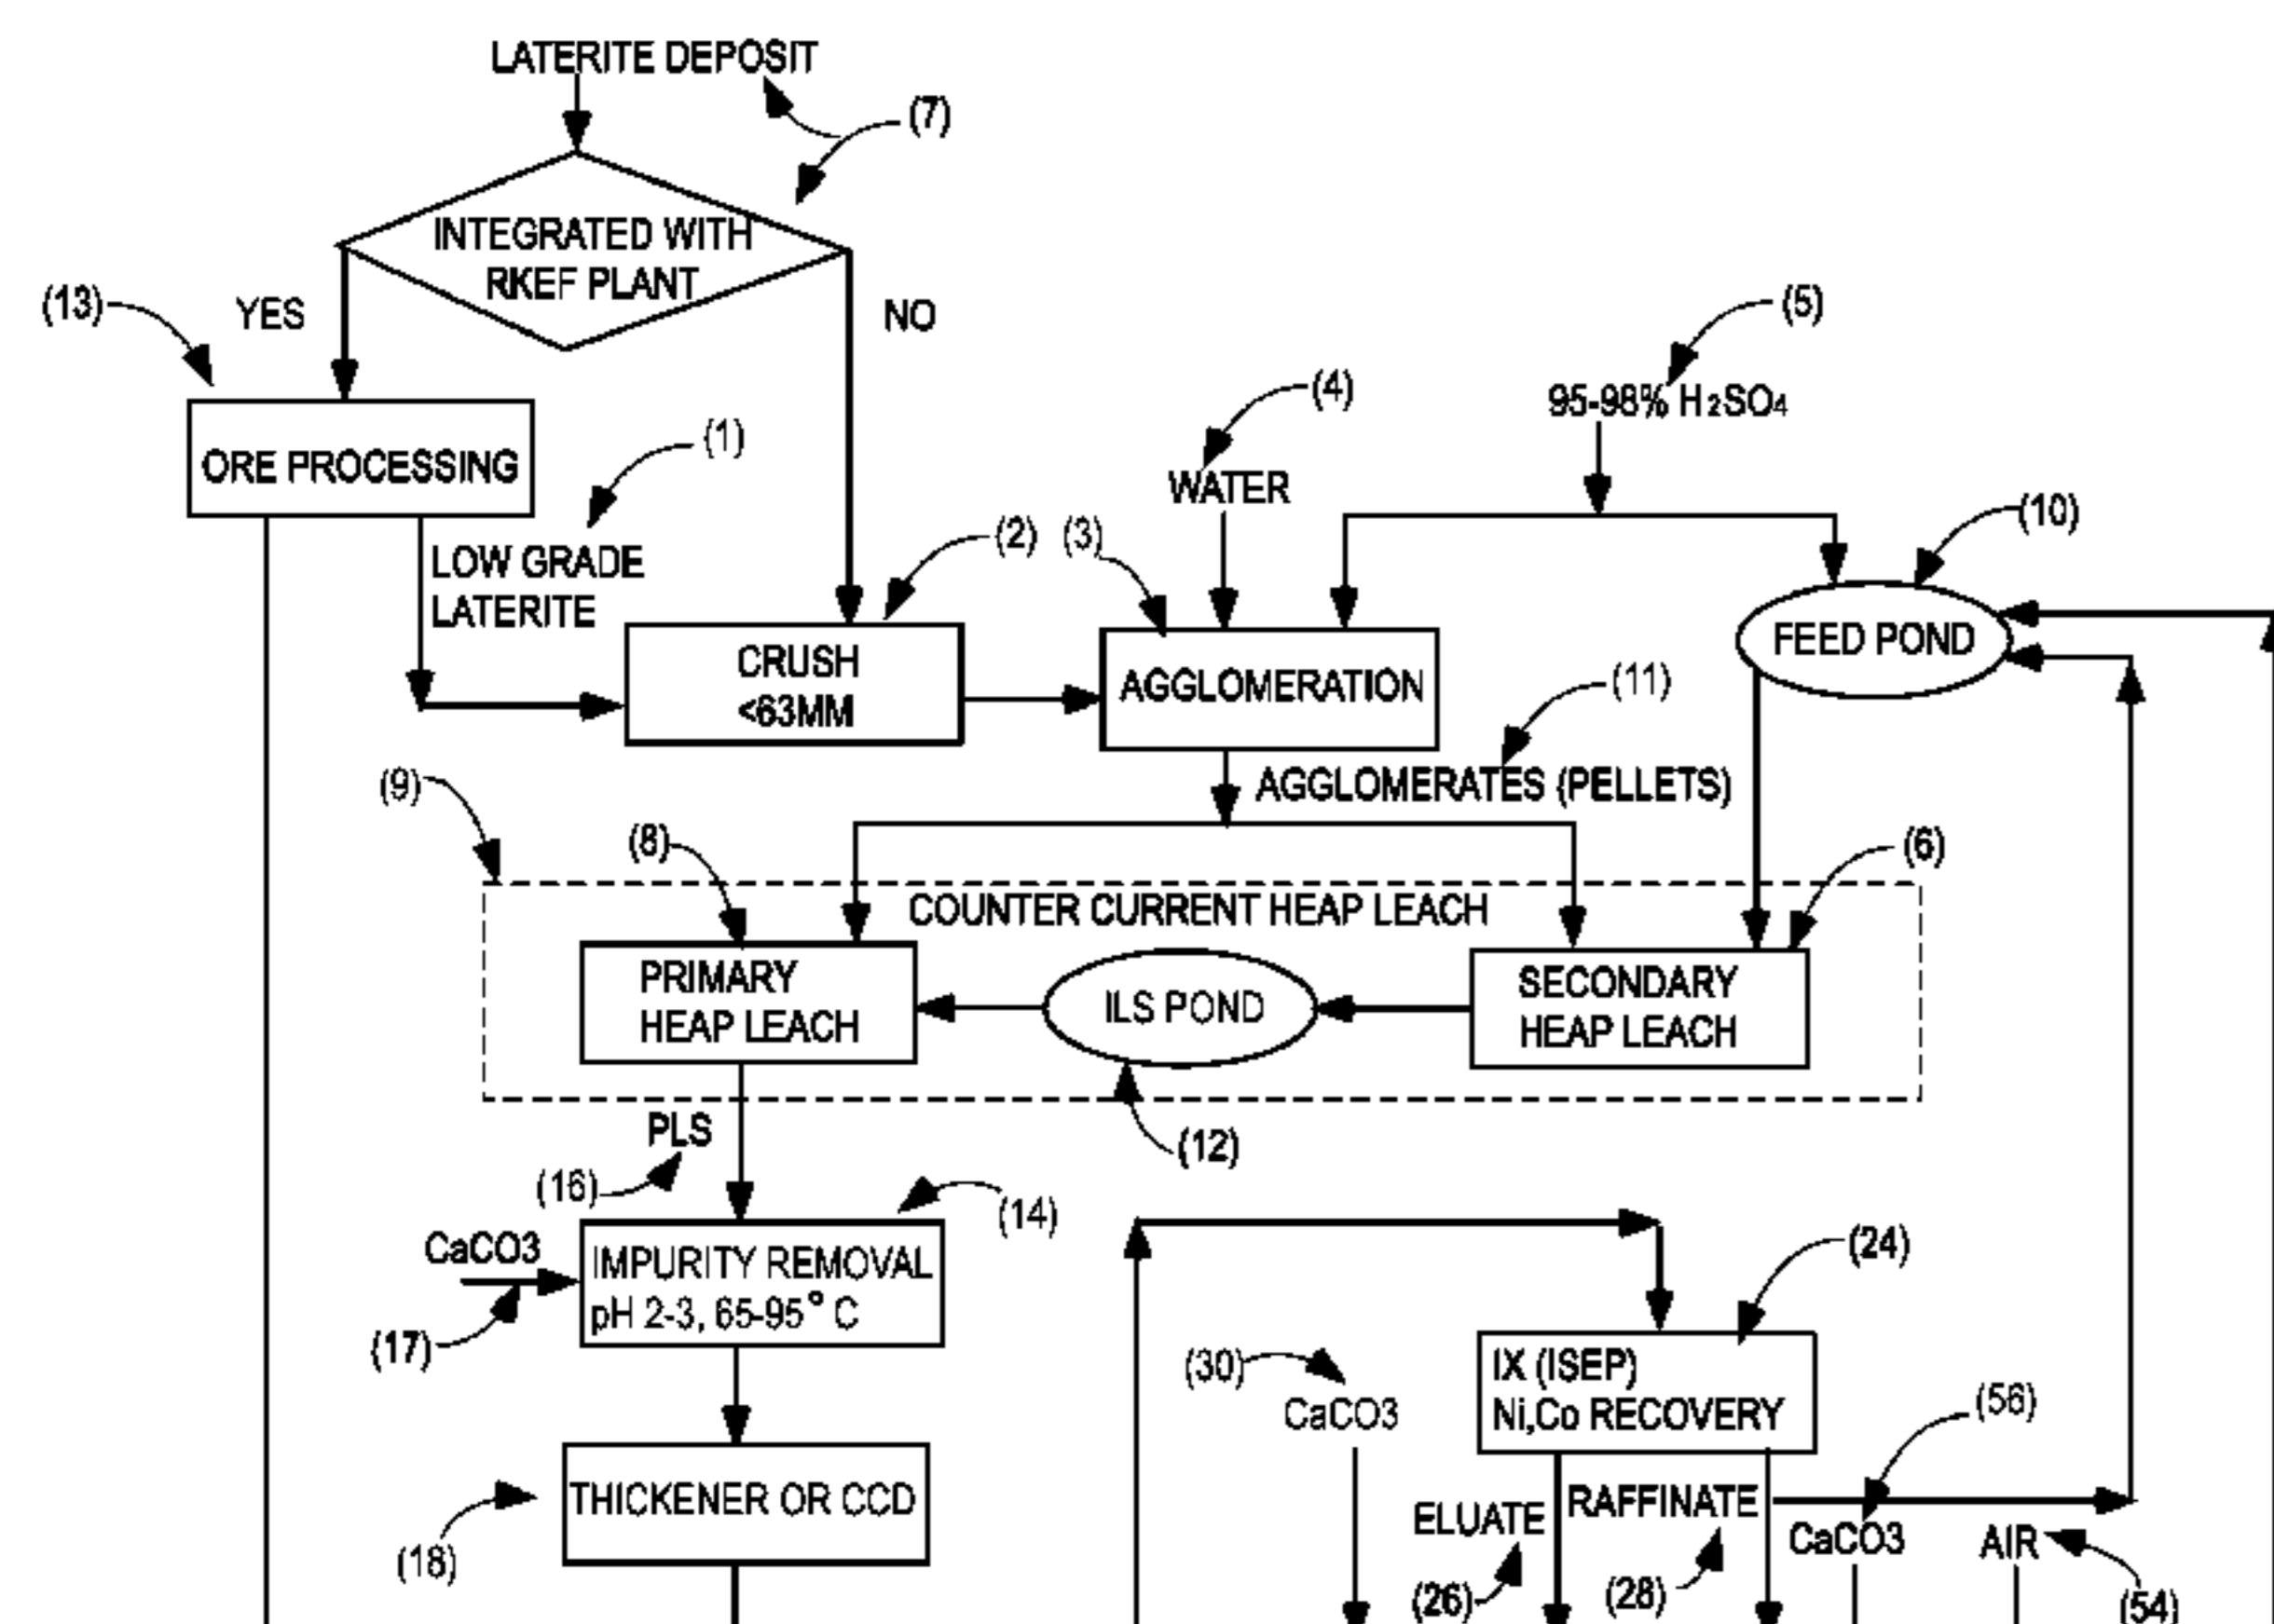 LATERITE DEPOSIT
(7)
INTEGRATED WITH
RKEF PLANT
(13)
YES
NO
(5)
95-98% H₂SO₄
(4)
WATER
ORE PROCESSING
(1)
(10)
(2)
(3)
LOW GRADE
LATERITE
FEED POND
CRUSH
<63MM
AGGLOMERATION
(11)
AGGLOMERATES (PELLETS)
(9)
(8)
(6)
COUNTER CURRENT HEAP LEACH
PRIMARY
HEAP LEACH
ILS POND
SECONDARY
HEAP LEACH
PLS
(12)
(16)
(14)
CaCO3
IMPURITY REMOVAL
pH 2-3, 65-95° C
(17)
(24)
(30)
CaCO3
IX (ISEP)
Ni,Co RECOVERY
(56)
THICKENER OR CCD
(18)
ELUATE
RAFFINATE
CaCO3
AIR
(26)
(28)
(54)